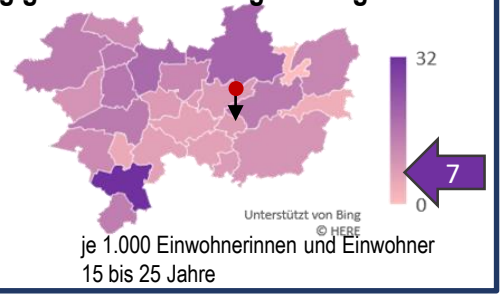 32
7
0
Unterstützt von Bing
© HERE
je 1.000 Einwohnerinnen und Einwohner
15 bis 25 Jahre